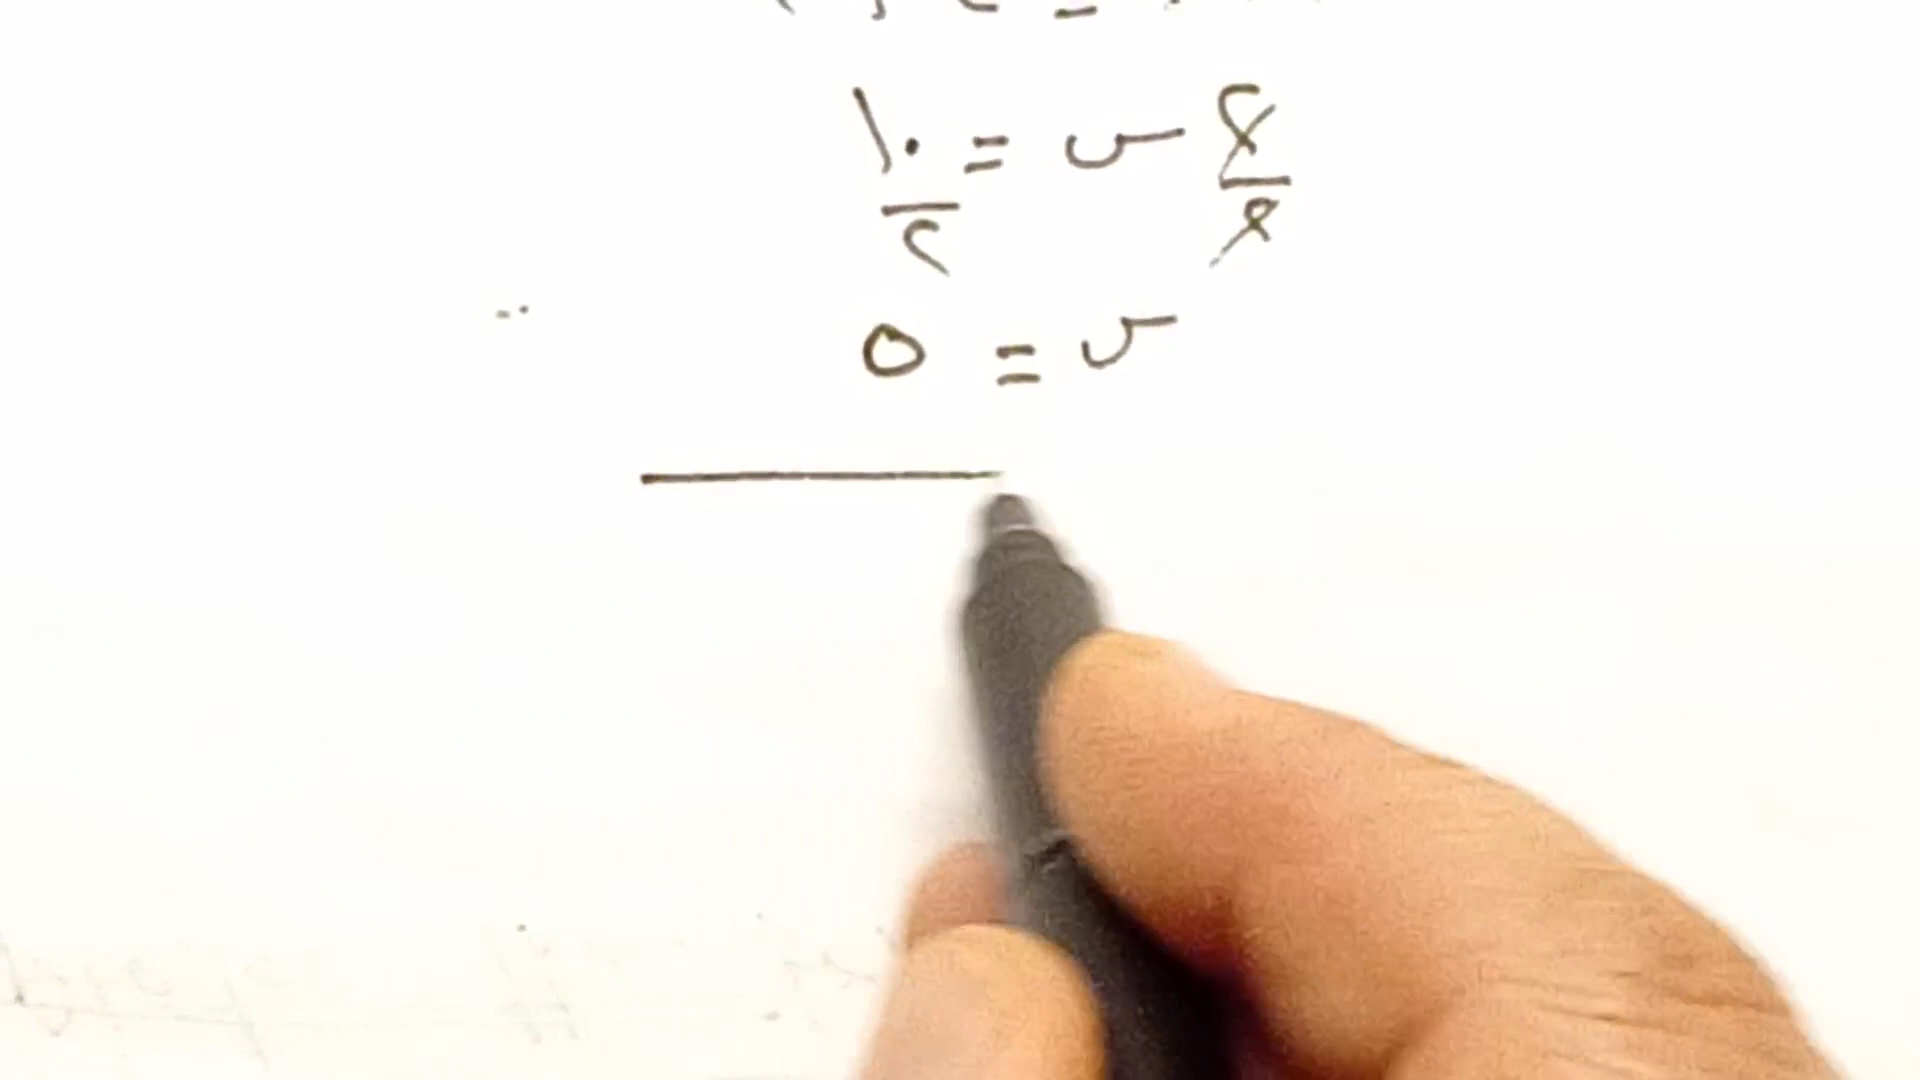 ٢/٢ س = ١٠/٢
س = ٥